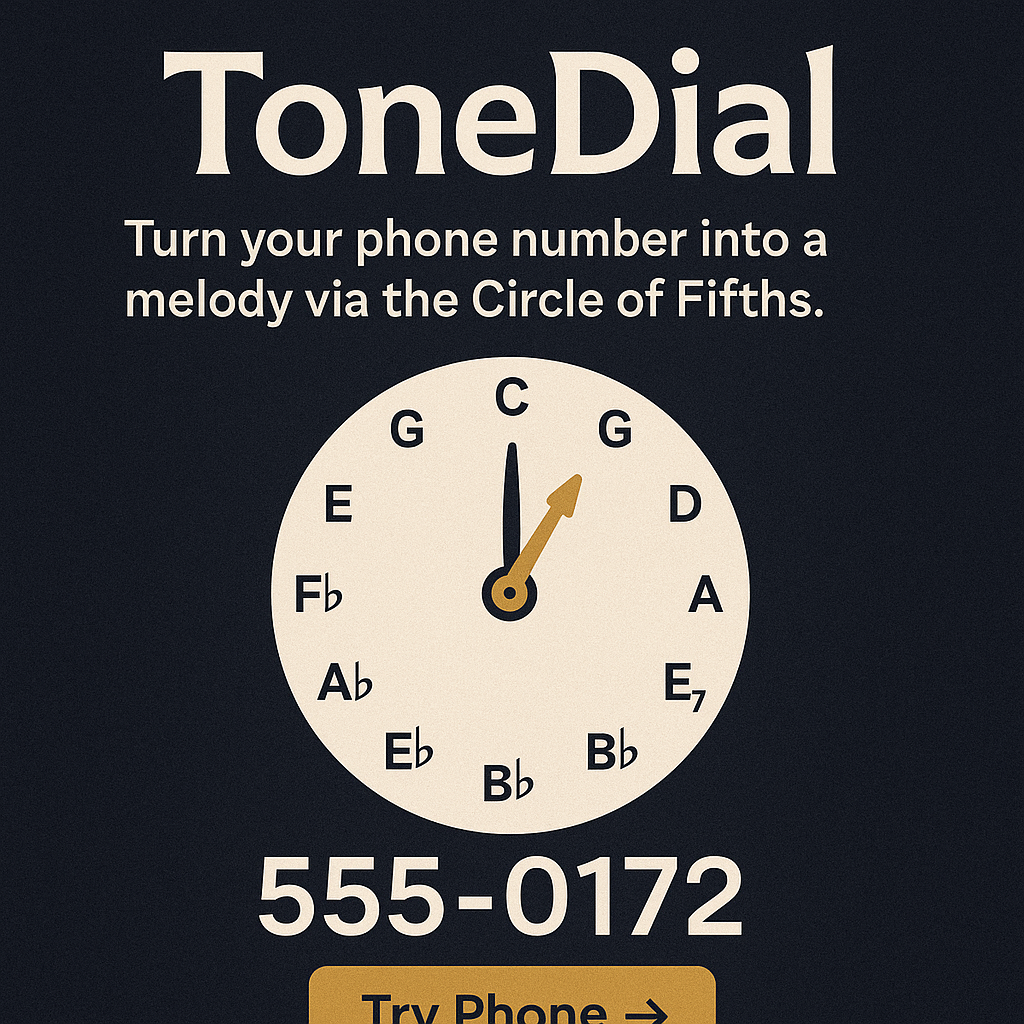 ToneDial
Turn your phone number into a
melody via the Circle of Fifths.
C
G
D
A
E₇
B♭
B♭
E♭
A♭
F♭
E
G
555-0172
Try Phone →